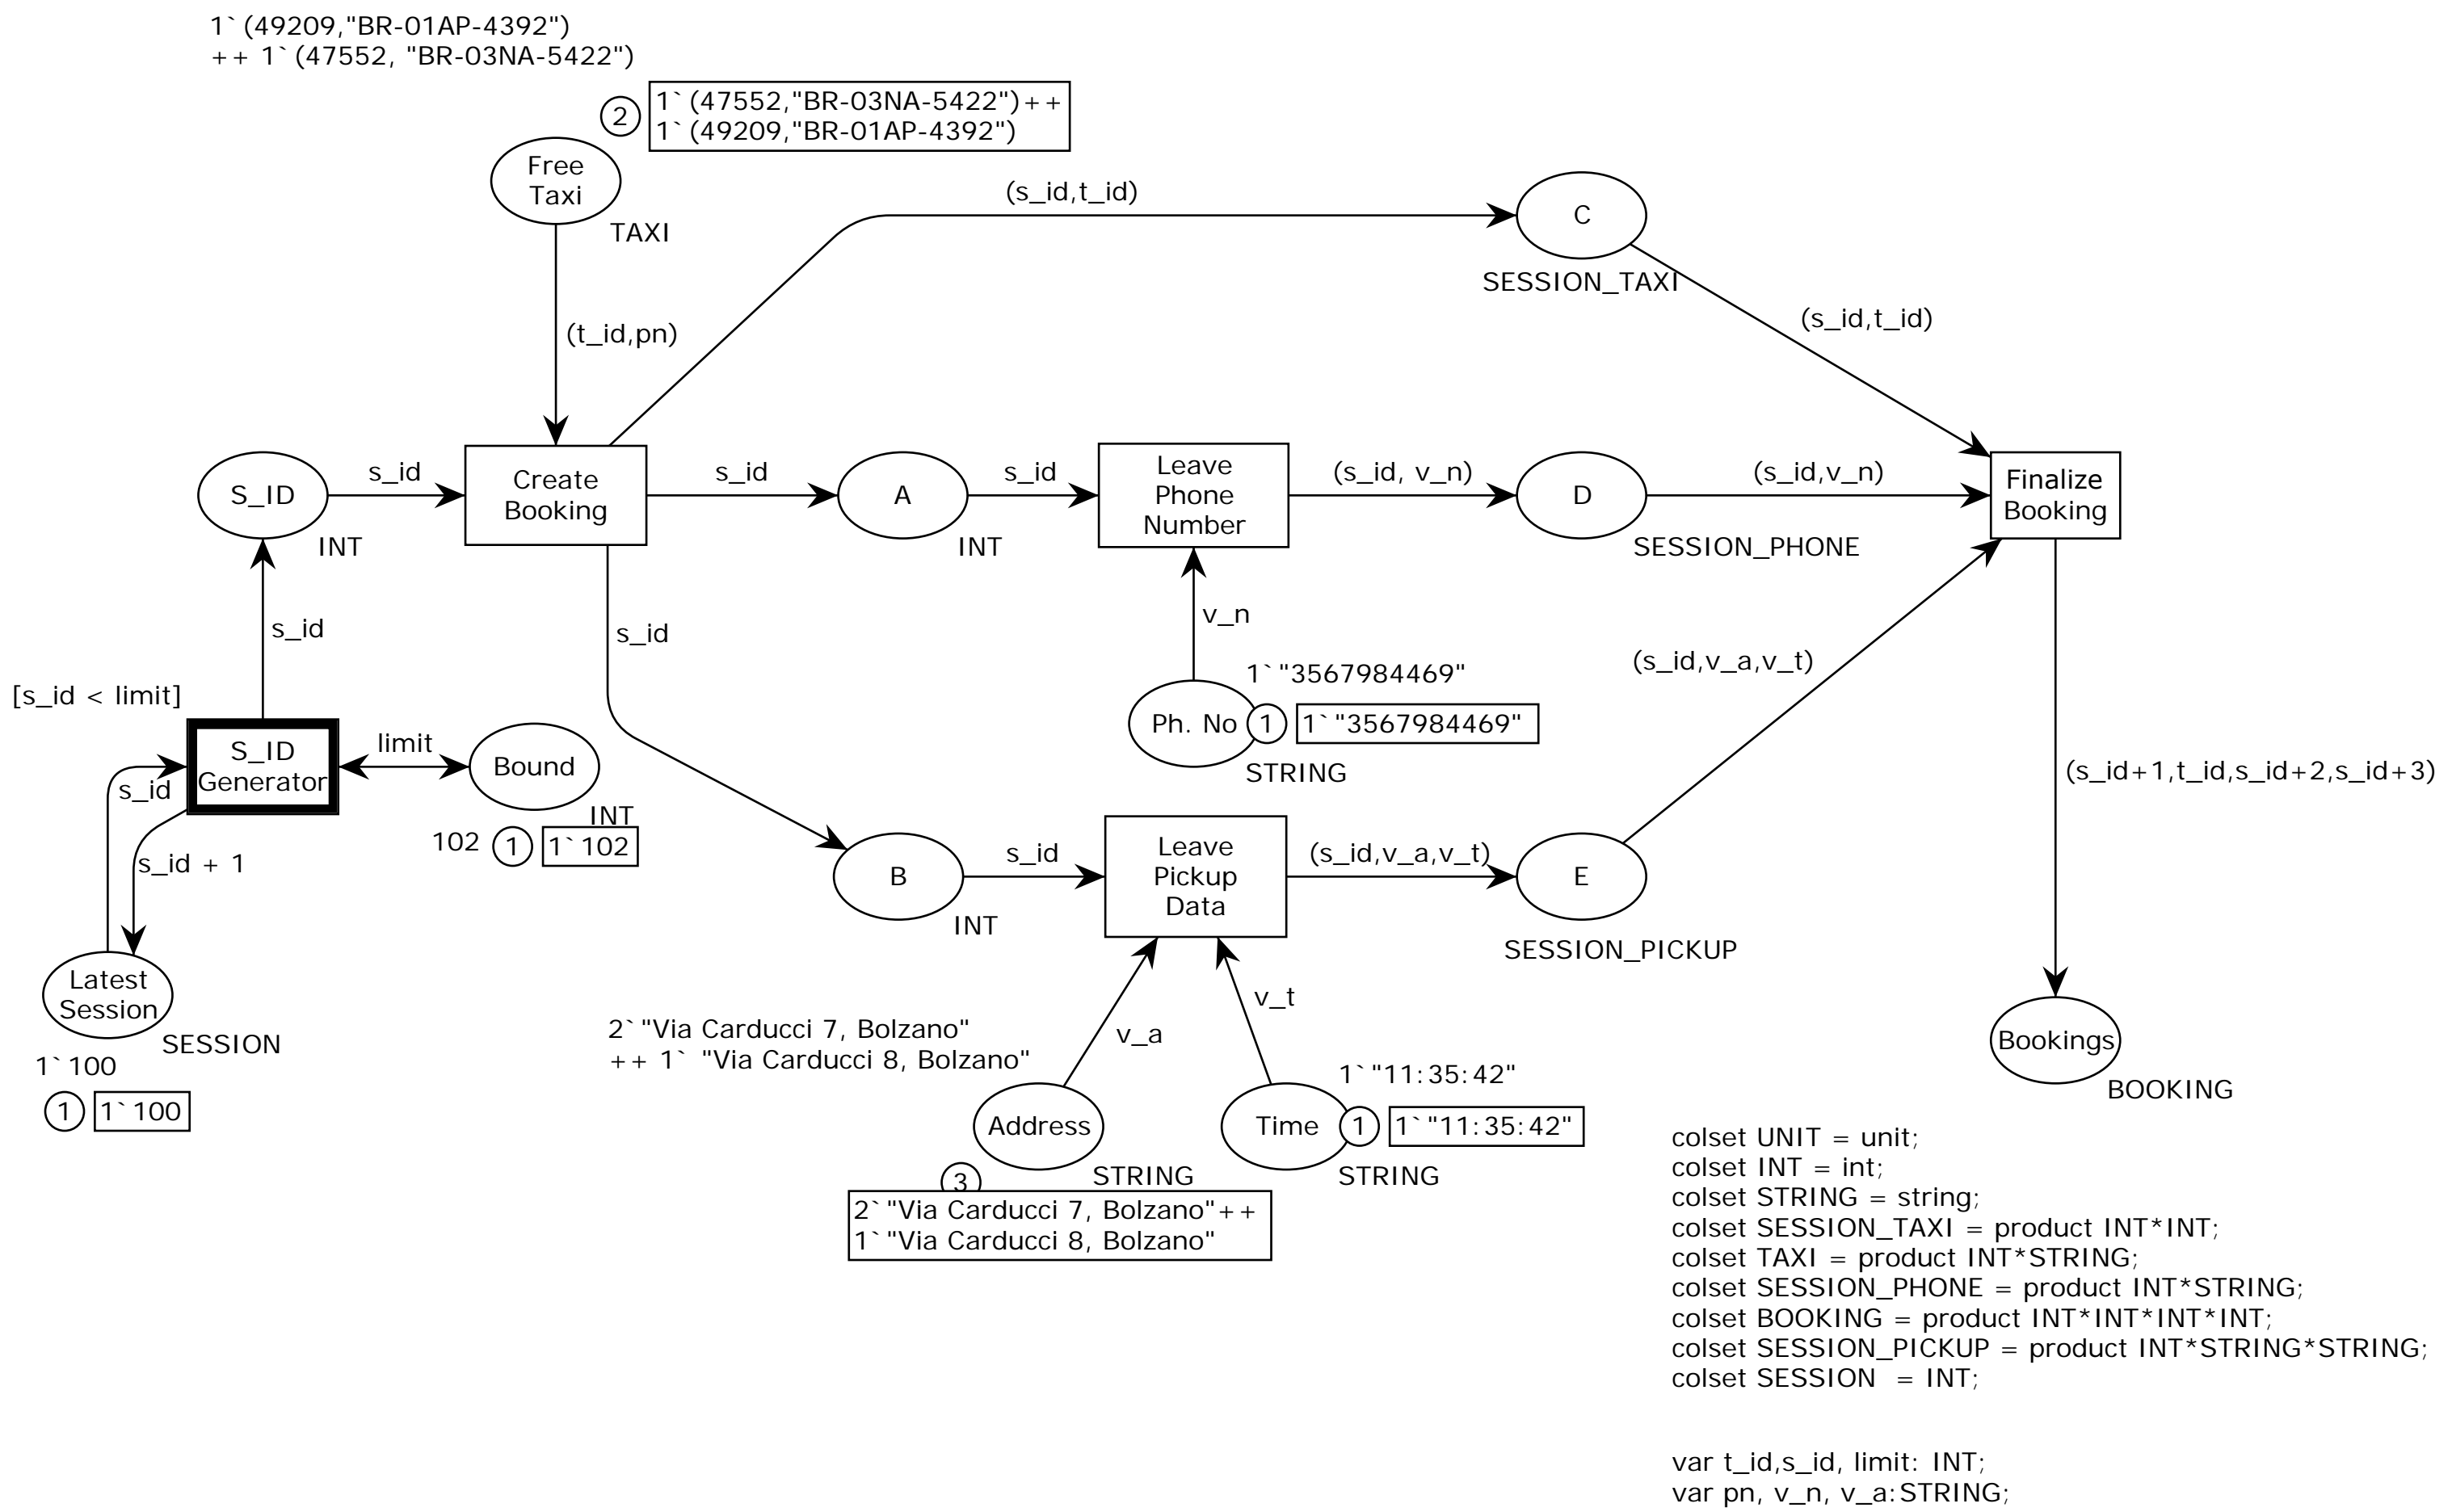 1`(49209,"BR-01AP-4392")
++ 1`(47552, "BR-03NA-5422")
2
1`(47552,"BR-03NA-5422")++
1`(49209,"BR-01AP-4392")
Free
Taxi
TAXI
(s_id,t_id)
C
SESSION_TAXI
(t_id,pn)
(s_id,t_id)
S_ID
INT
s_id
Create
Booking
s_id
A
INT
s_id
Leave
Phone
Number
(s_id, v_n)
D
SESSION_PHONE
(s_id,v_n)
Finalize
Booking
s_id
s_id
v_n
1`"3567984469"
Ph. No
1
1`"3567984469"
STRING
(s_id,v_a,v_t)
[s_id < limit]
S_ID
Generator
limit
Bound
INT
102
1
1`102
s_id
s_id + 1
(s_id+1,t_id,s_id+2,s_id+3)
B
INT
s_id
Leave
Pickup
Data
(s_id,v_a,v_t)
E
SESSION_PICKUP
Latest
Session
SESSION
1`100
1
1`100
2`"Via Carducci 7, Bolzano"
++ 1` "Via Carducci 8, Bolzano"
v_a
v_t
Address
STRING
3
2`"Via Carducci 7, Bolzano"++
1`"Via Carducci 8, Bolzano"
1`"11:35:42"
Time
1
1`"11:35:42"
STRING
Bookings
BOOKING
colset UNIT = unit;
colset INT = int;
colset STRING = string;
colset SESSION_TAXI = product INT*INT;
colset TAXI = product INT*STRING;
colset SESSION_PHONE = product INT*STRING;
colset BOOKING = product INT*INT*INT*INT;
colset SESSION_PICKUP = product INT*STRING*STRING;
colset SESSION  = INT;
var t_id,s_id, limit: INT;
var pn, v_n, v_a:STRING;